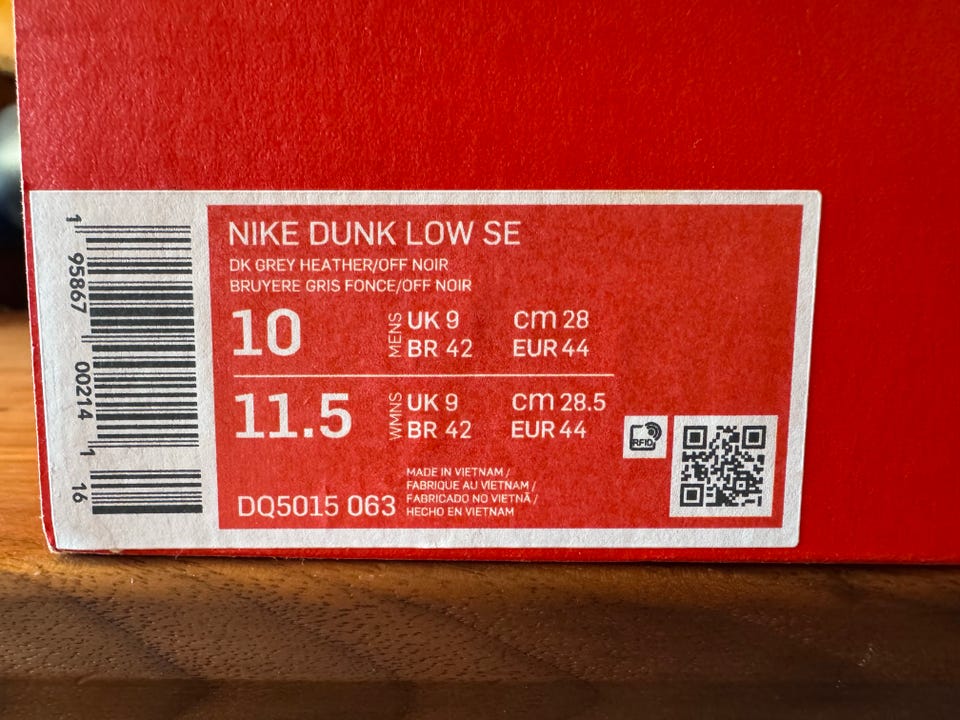 1 95867 00214 1 16
NIKE DUNK LOW SE
DK GREY HEATHER/OFF NOIR
BRUYERE GRIS FONCE/OFF NOIR
10 MENS UK 9 cm 28
BR 42 EUR 44
11.5 WMNS UK 9 cm 28.5
BR 42 EUR 44
RFID
MADE IN VIETNAM /
FABRIQUE AU VIETNAM /
FABRICADO NO VIETNÃ /
HECHO EN VIETNAM
DQ5015 063